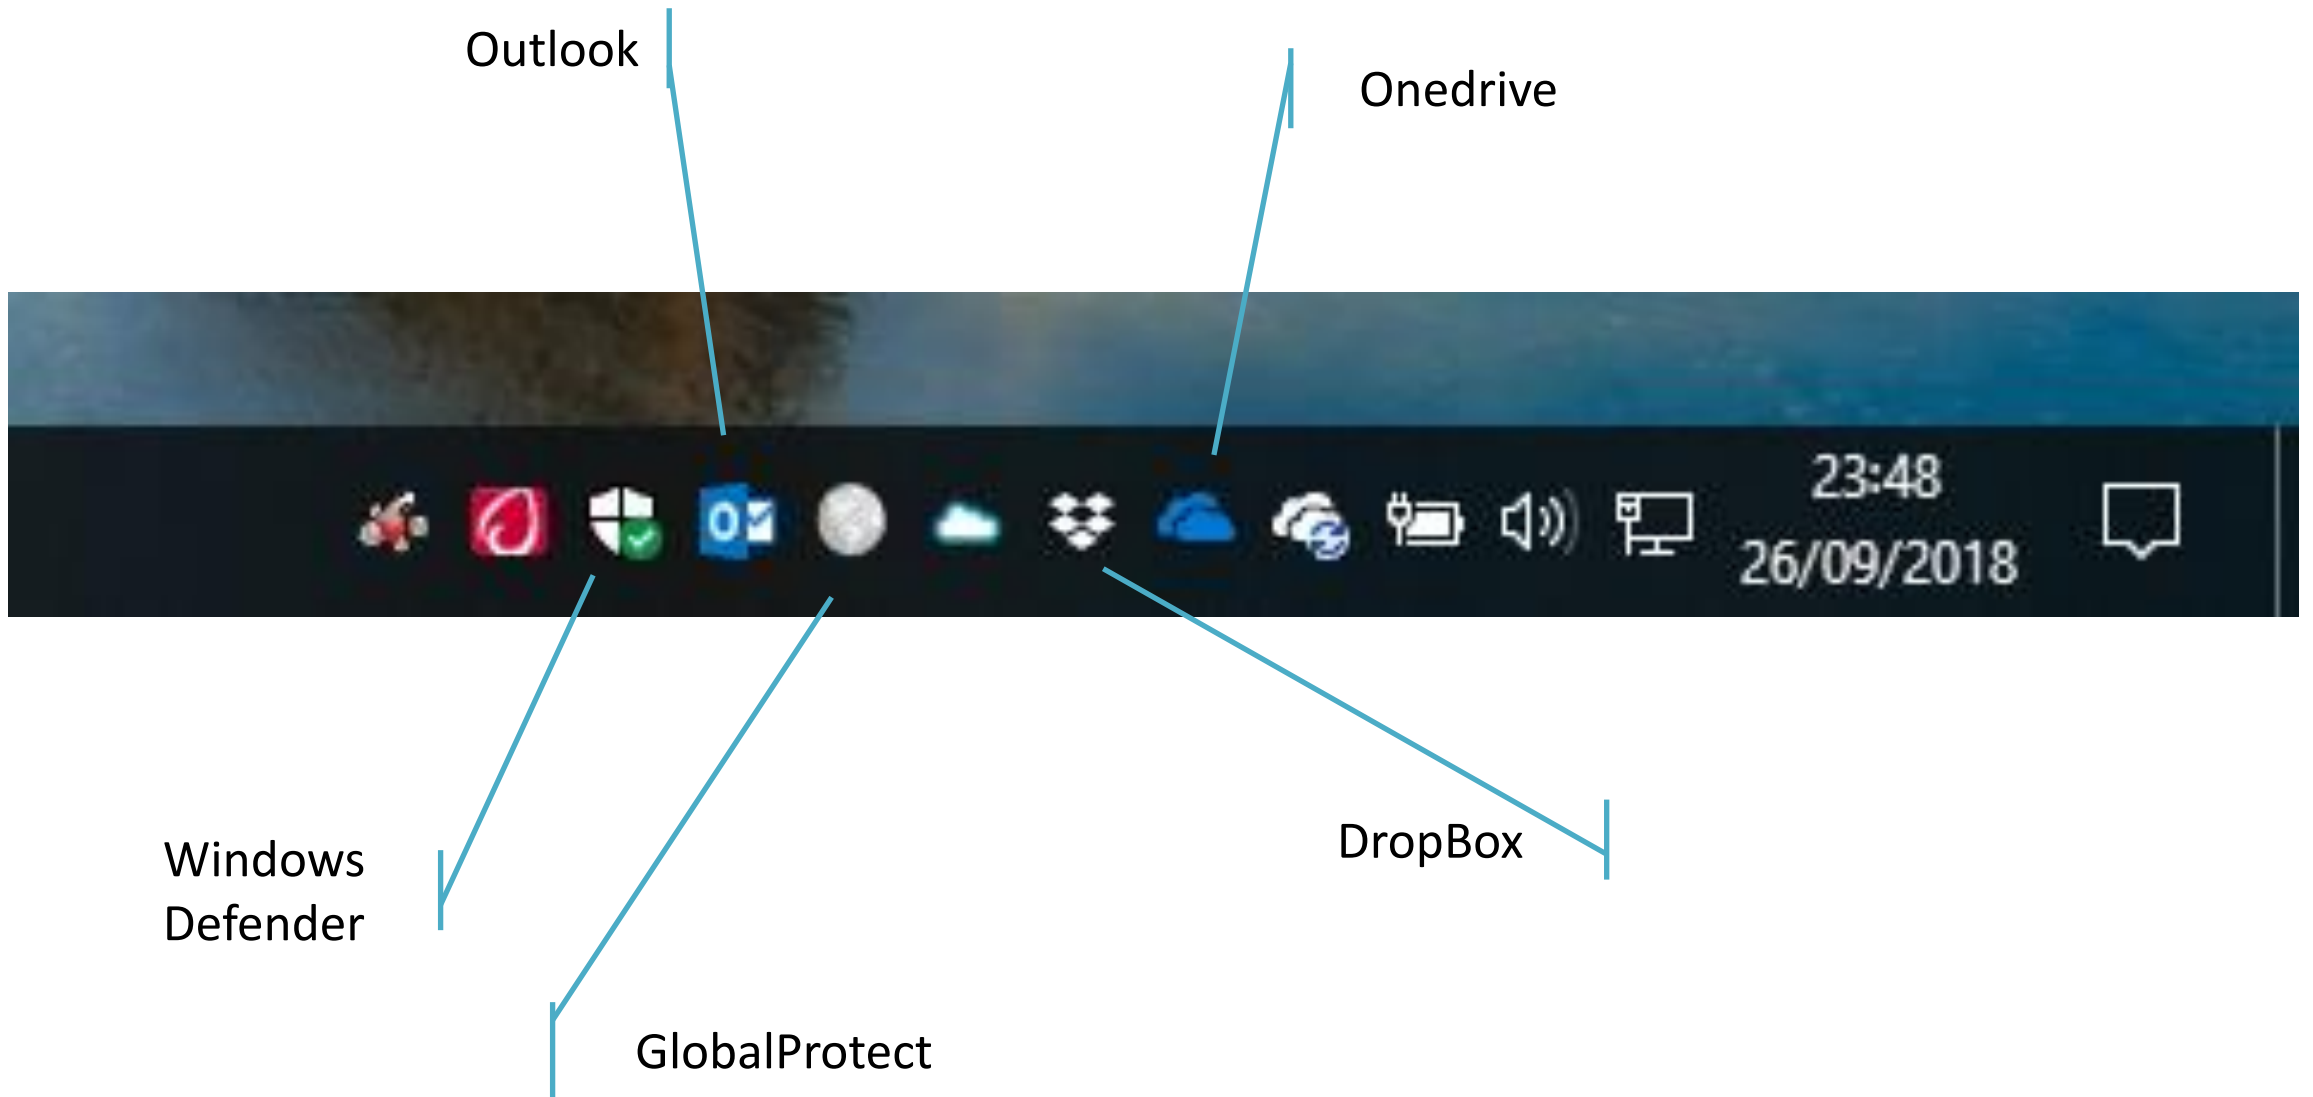 Outlook
Onedrive
23:48
26/09/2018
Windows
Defender
DropBox
GlobalProtect